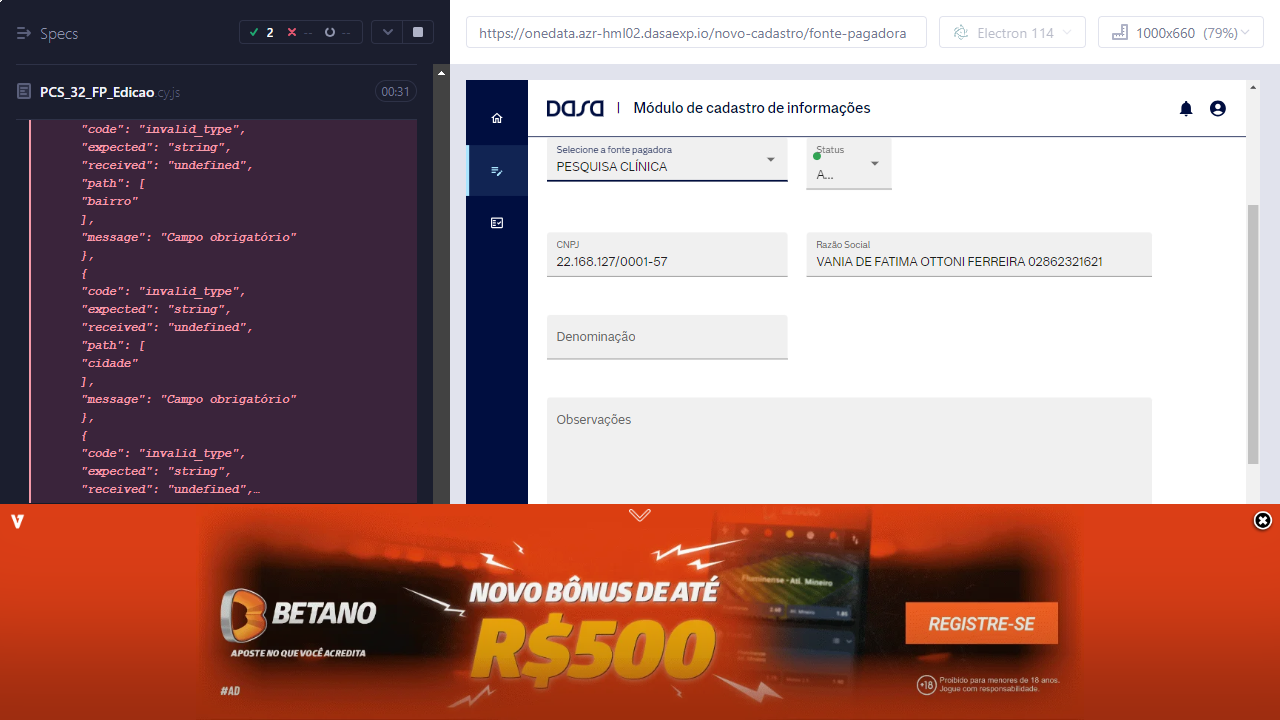 Specs
2
--
--
PCS_32_FP_Edicao.cy.js
00:31
"code": "invalid_type",
"expected": "string",
"received": "undefined",
"path": [
"bairro"
],
"message": "Campo obrigatório"
},
{
"code": "invalid_type",
"expected": "string",
"received": "undefined",
"path": [
"cidade"
],
"message": "Campo obrigatório"
},
{
"code": "invalid_type",
"expected": "string",
"received": "undefined",…
https://onedata.azr-hml02.dasaexp.io/novo-cadastro/fonte-pagadora
Electron 114
1000x660 (79%)
DASA | Módulo de cadastro de informações
Selecione a fonte pagadora
PESQUISA CLÍNICA
Status
A...
CNPJ
22.168.127/0001-57
Razão Social
VANIA DE FATIMA OTTONI FERREIRA 02862321621
Denominação
Observações
V
BETANO
APOSTE NO QUE VOCÊ ACREDITA
#AD
NOVO BÔNUS DE ATÉ
R$500
Fluminense - Atl. Mineiro
REGISTRE-SE
+18
Proibido para menores de 18 anos.
Jogue com responsabilidade.